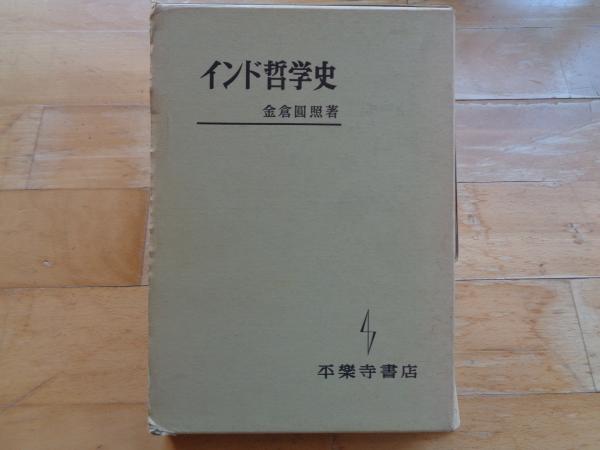 インド哲学史
金倉圓照著
平樂寺書店